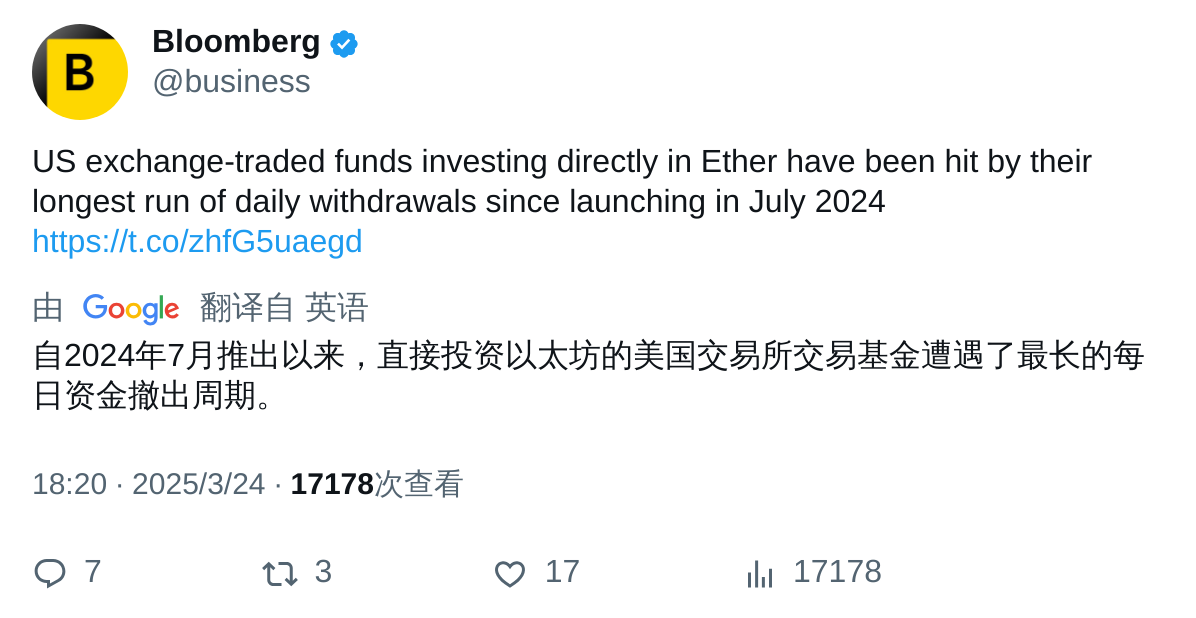 B
Bloomberg
@business
US exchange-traded funds investing directly in Ether have been hit by their
longest run of daily withdrawals since launching in July 2024
https://t.co/zhfG5uaegd
由 Google 翻译自 英语
自2024年7月推出以来，直接投资以太坊的美国交易所交易基金遭遇了最长的每
日资金撤出周期。
18:20 · 2025/3/24 · 17178次查看
7 3 17 17178